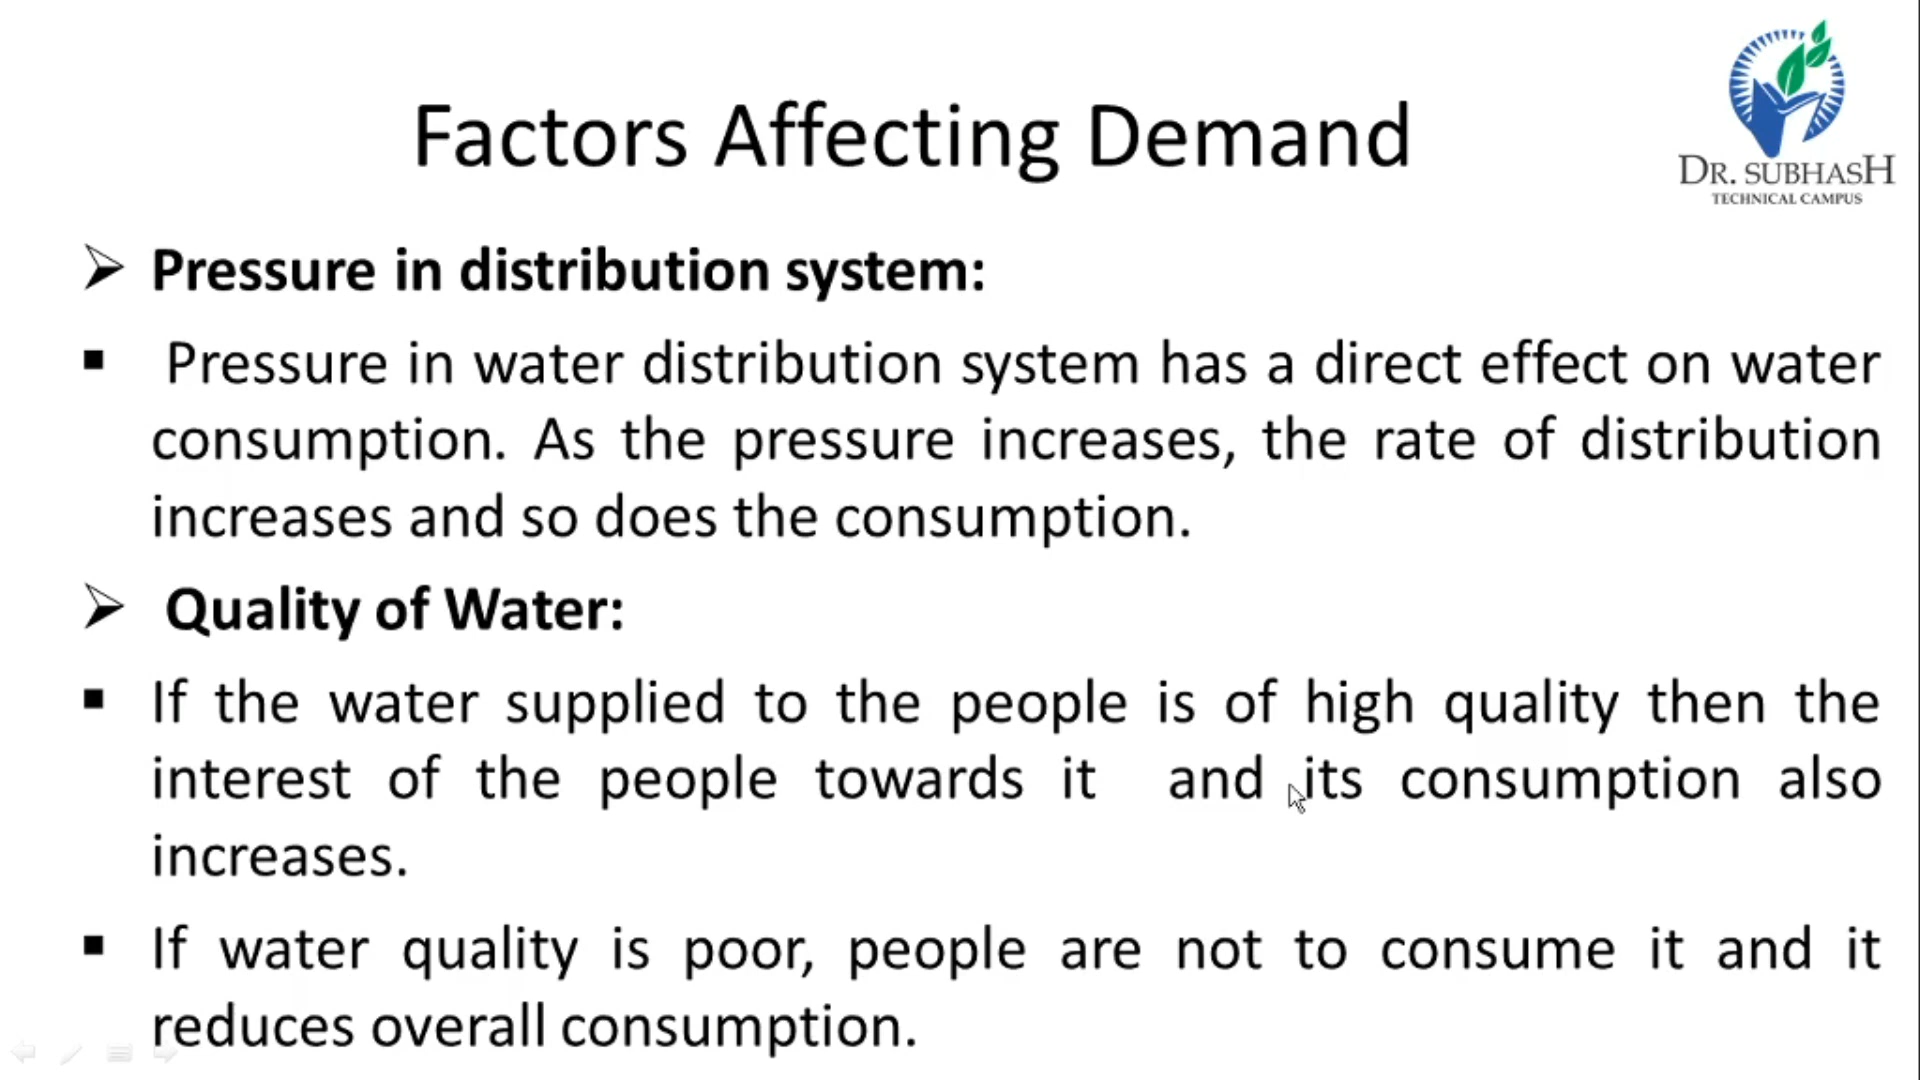 DR. SUBHASH
TECHNICAL CAMPUS
Factors Affecting Demand
Pressure in distribution system:
Pressure in water distribution system has a direct effect on water
consumption. As the pressure increases, the rate of distribution
increases and so does the consumption.
Quality of Water:
If the water supplied to the people is of high quality then the
interest of the people towards it and its consumption also
increases.
If water quality is poor, people are not to consume it and it
reduces overall consumption.